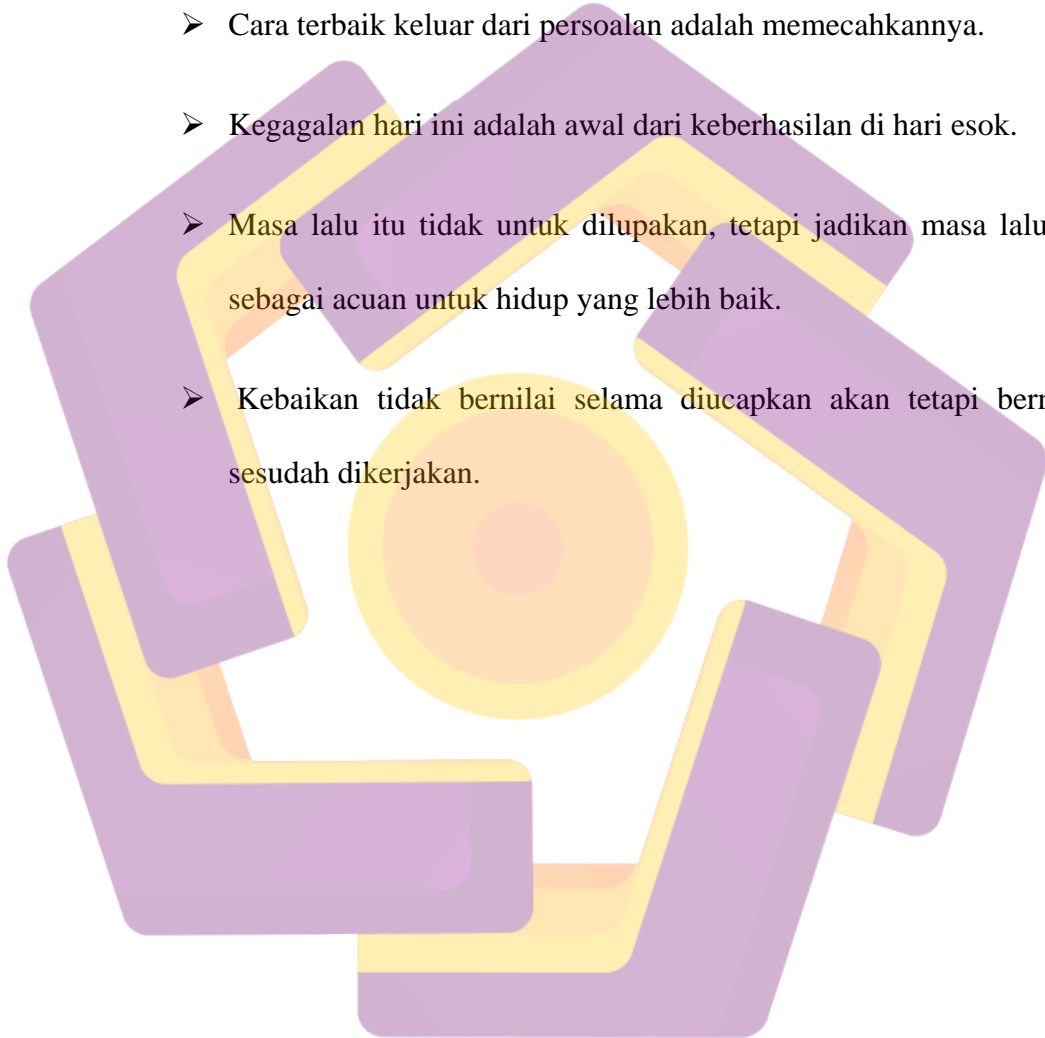 ➢ Cara terbaik keluar dari persoalan adalah memecahkannya.
➢ Kegagalan hari ini adalah awal dari keberhasilan di hari esok.
➢ Masa lalu itu tidak untuk dilupakan, tetapi jadikan masa lalu
sebagai acuan untuk hidup yang lebih baik.
➢ Kebaikan tidak bernilai selama diucapkan akan tetapi
sesudah dikerjakan.